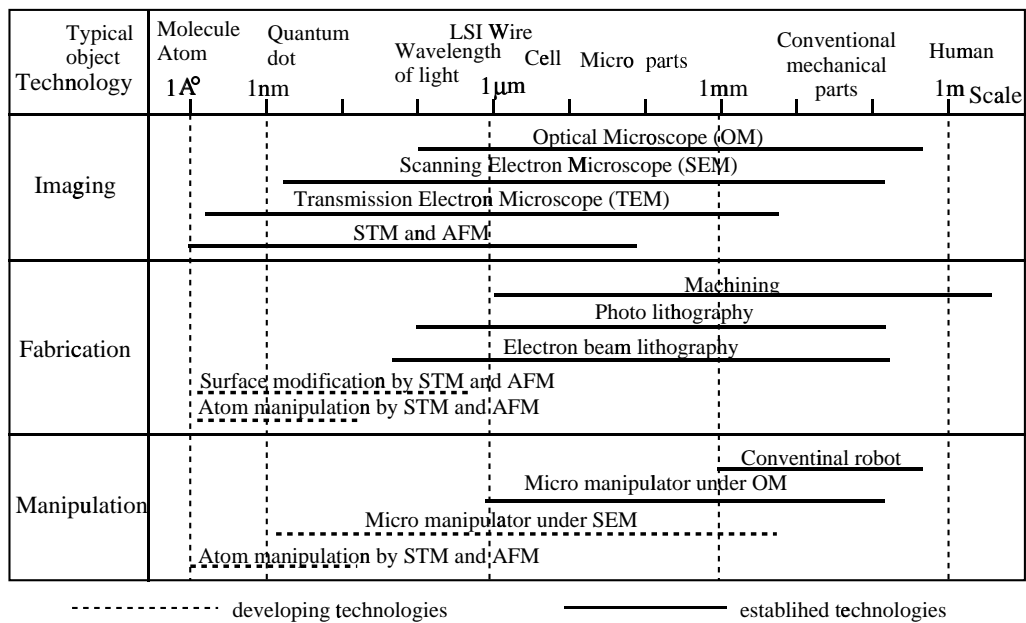 Typical
object
Technology
Molecule
Atom
Quantum
dot
Wavelength
of light
LSI Wire
Cell
Micro parts
Conventional
mechanical
parts
Human
1A°
1nm
1μm
1mm
1m Scale
Imaging
Optical Microscope (OM)
Scanning Electron Microscope (SEM)
Transmission Electron Microscope (TEM)
STM and AFM
Fabrication
Machining
Photo lithography
Electron beam lithography
Surface modification by STM and AFM
Atom manipulation by STM and AFM
Manipulation
Conventinal robot
Micro manipulator under OM
Micro manipulator under SEM
Atom manipulation by STM and AFM
developing technologies
establihed technologies